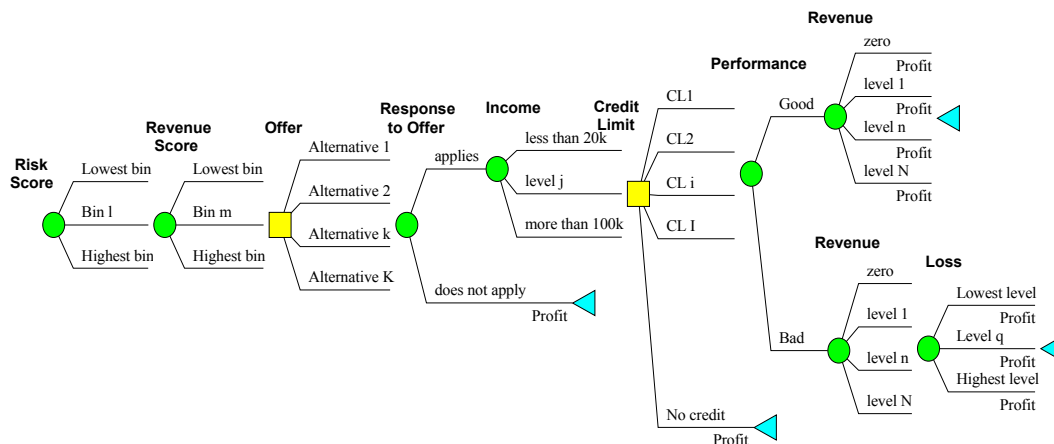 Risk
Score
Lowest bin
Bin l
Highest bin
Revenue
Score
Lowest bin
Bin m
Highest bin
Offer
Alternative 1
Alternative 2
Alternative k
Alternative K
Response
to Offer
applies
does not apply
Profit
Income
less than 20k
level j
more than 100k
Credit
Limit
CL1
CL2
CL i
CL I
No credit
Profit
Performance
Good
Bad
Revenue
zero
Profit
level 1
Profit
level n
Profit
level N
Profit
Revenue
zero
level 1
level n
level N
Loss
Lowest level
Profit
Level q
Profit
Highest level
Profit